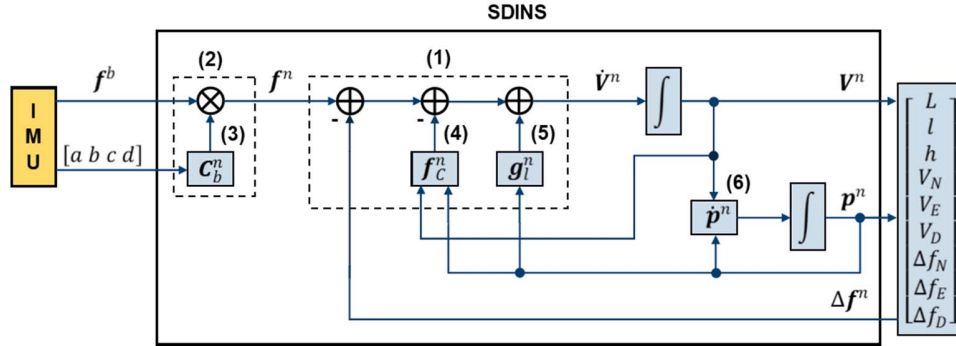 SDINS
(1)
(2)
f^b
f^n
V̇^n
∫
V^n
I
M
U
-
-
(3)
(4)
(5)
[a b c d]
C_b^n
f_C^n
g_l^n
(6)
ṗ^n
∫
p^n
Δf^n
L
l
h
V_N
V_E
V_D
Δf_N
Δf_E
Δf_D